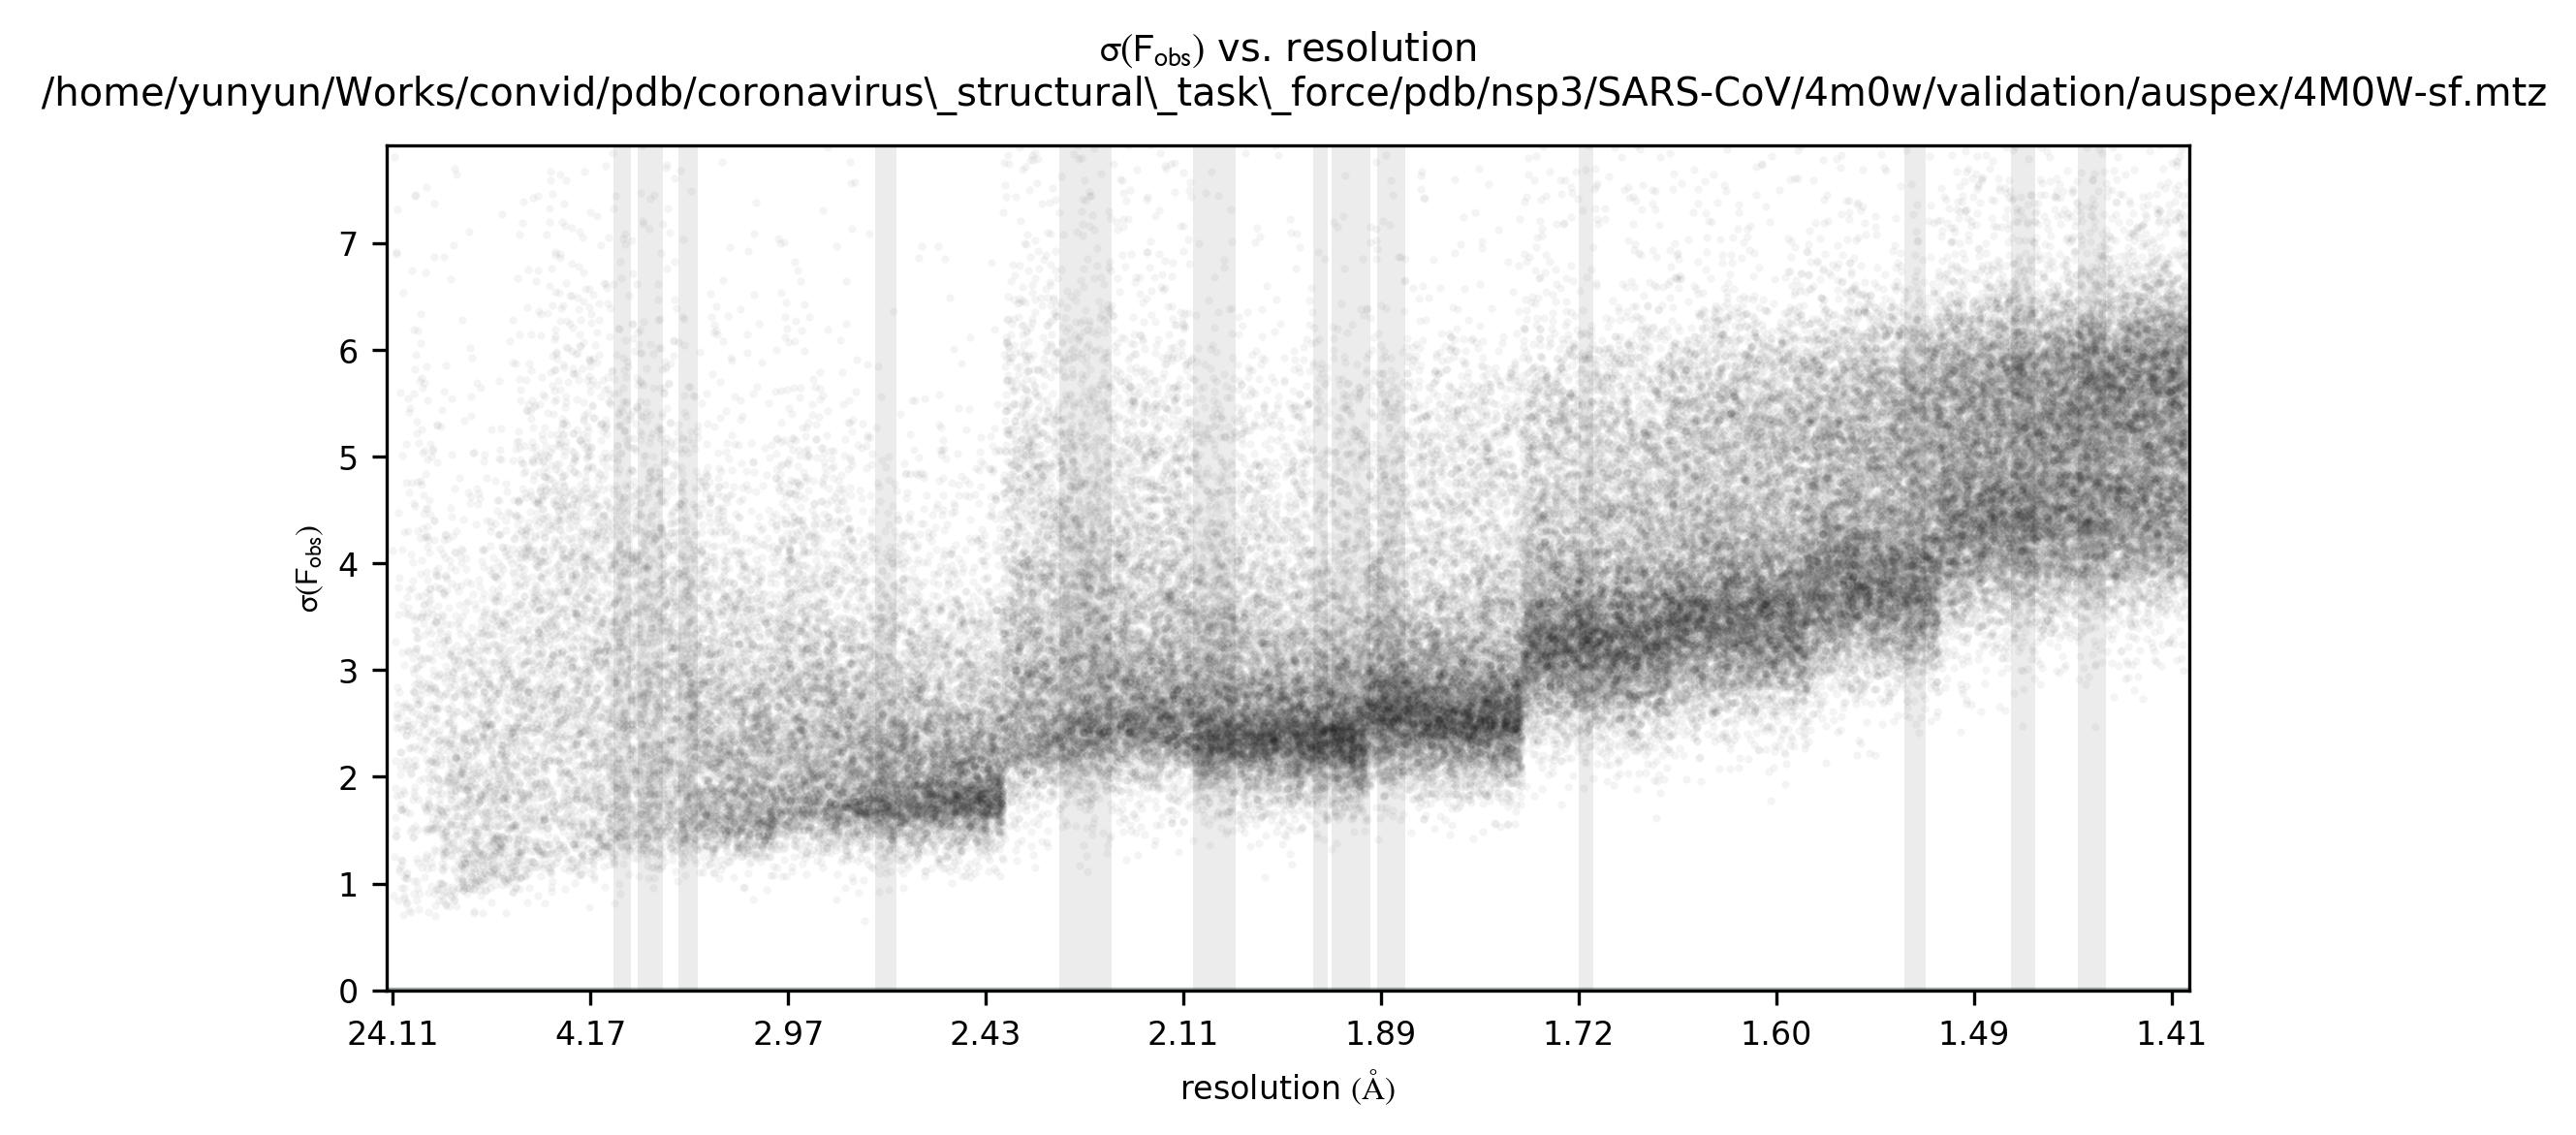 σ(Fobs) vs. resolution
/home/yunyun/Works/convid/pdb/coronavirus\_structural\_task\_force/pdb/nsp3/SARS-CoV/4m0w/validation/auspex/4M0W-sf.mtz
σ(Fobs)
7
6
5
4
3
2
1
0
24.11 4.17 2.97 2.43 2.11 1.89 1.72 1.60 1.49 1.41
resolution (Å)